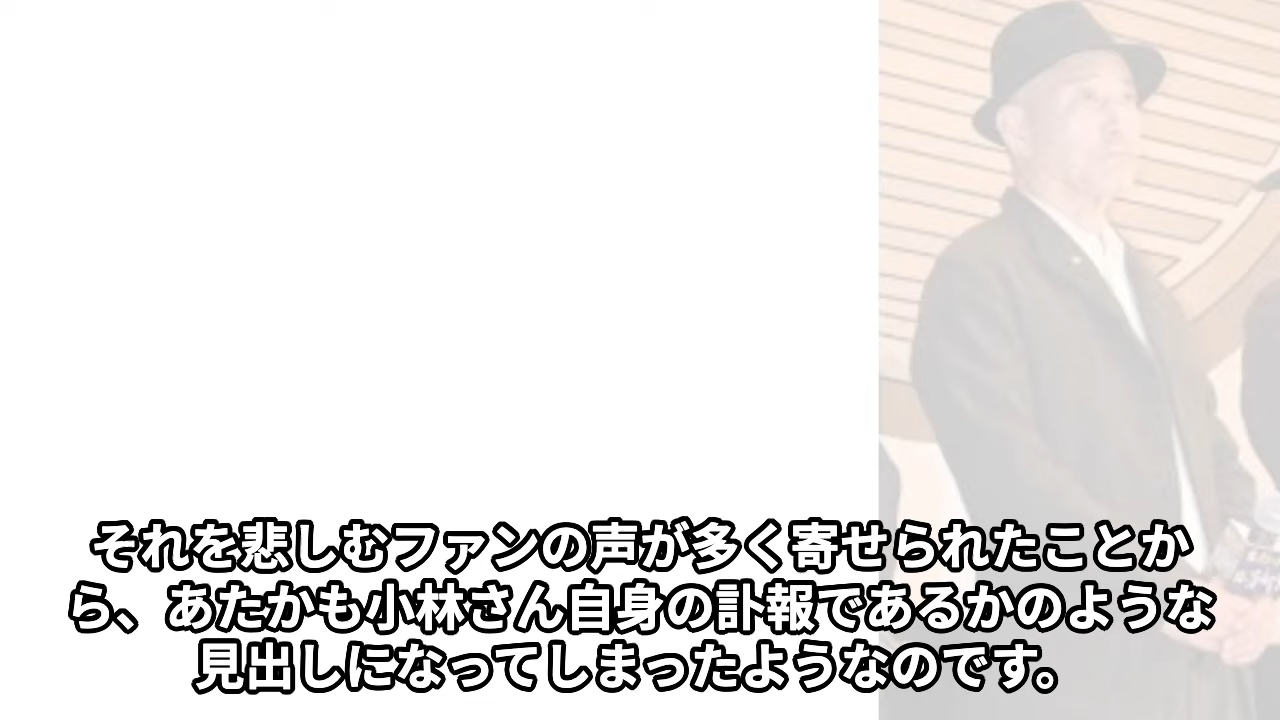 それを悲しむファンの声が多く寄せられたことか
ら、あたかも小林さん自身の訃報であるかのような
見出しになってしまったようなのです。